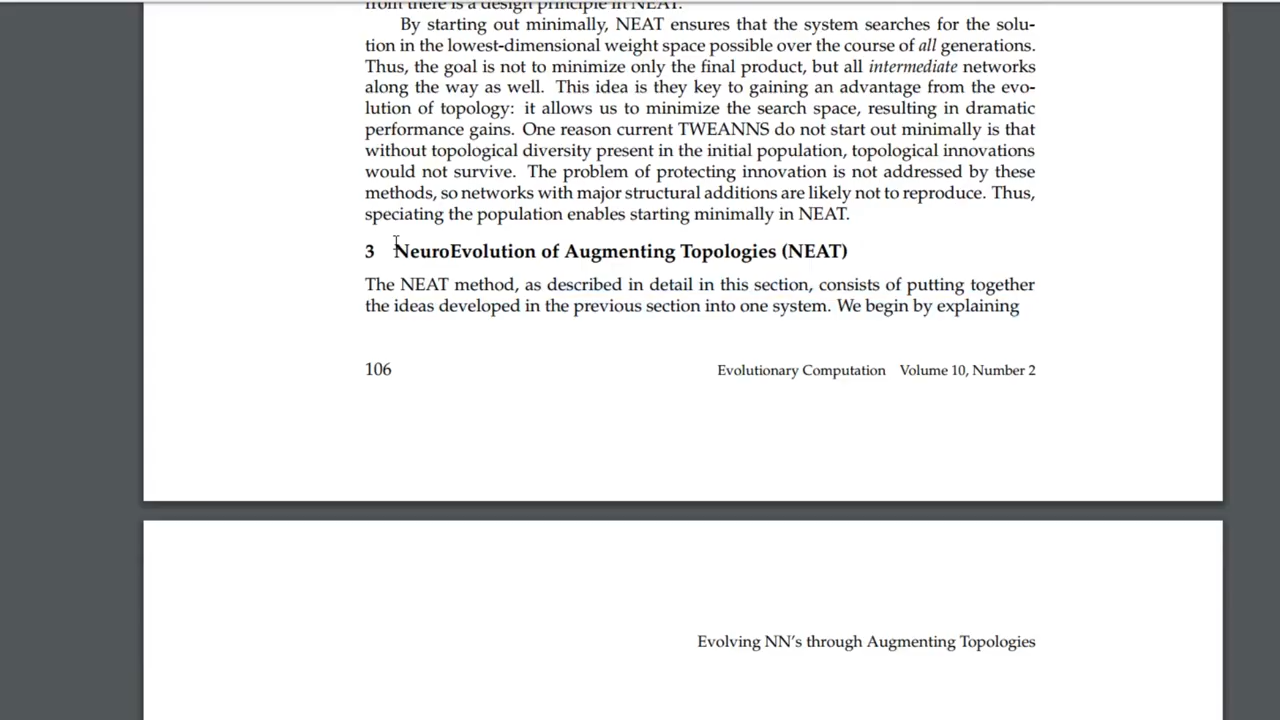 from there is a design principle in NEAT.
By starting out minimally, NEAT ensures that the system searches for the solu-
tion in the lowest-dimensional weight space possible over the course of all generations.
Thus, the goal is not to minimize only the final product, but all intermediate networks
along the way as well. This idea is they key to gaining an advantage from the evo-
lution of topology: it allows us to minimize the search space, resulting in dramatic
performance gains. One reason current TWEANNS do not start out minimally is that
without topological diversity present in the initial population, topological innovations
would not survive. The problem of protecting innovation is not addressed by these
methods, so networks with major structural additions are likely not to reproduce. Thus,
speciating the population enables starting minimally in NEAT.
3 NeuroEvolution of Augmenting Topologies (NEAT)
The NEAT method, as described in detail in this section, consists of putting together
the ideas developed in the previous section into one system. We begin by explaining
106 Evolutionary Computation Volume 10, Number 2
Evolving NN's through Augmenting Topologies